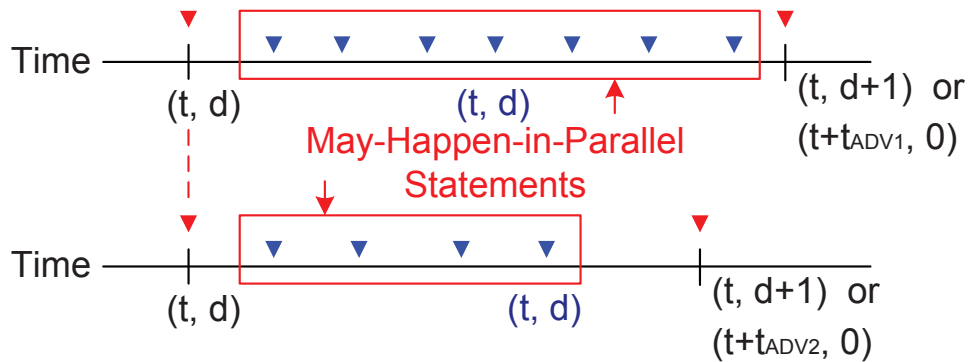 Time
(t, d)
(t, d)
(t, d+1) or
(t+tADV1, 0)
May-Happen-in-Parallel
Statements
Time
(t, d)
(t, d)
(t, d+1) or
(t+tADV2, 0)